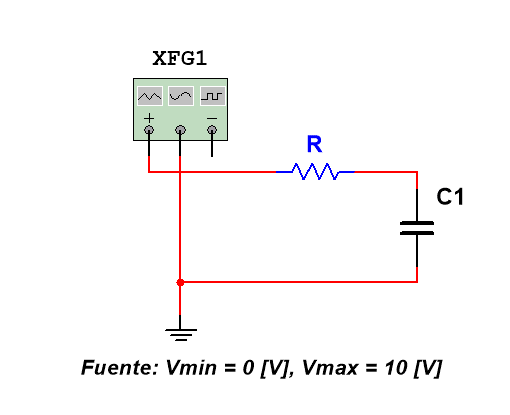 XFG1
+ −
R
C1
Fuente: Vmin = 0 [V], Vmax = 10 [V]